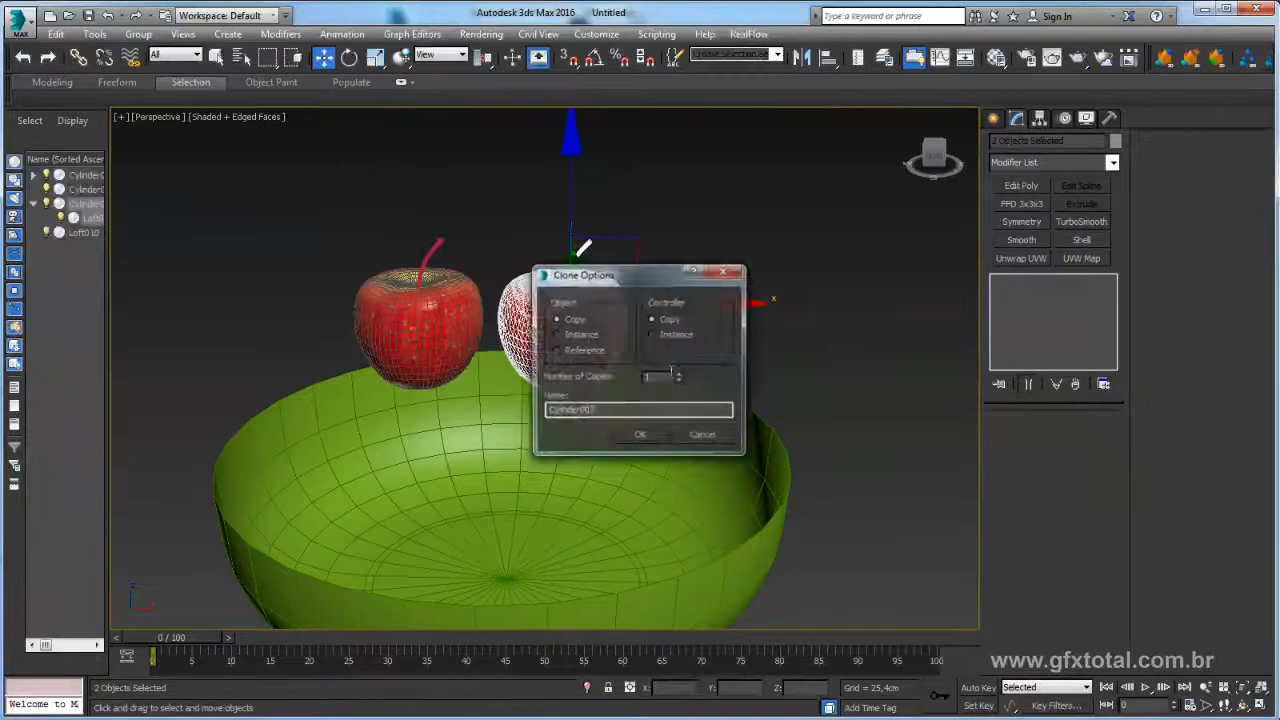 Workspace: Default
Autodesk 3ds Max 2016 Untitled
Type a keyword or phrase
Sign In
MAX
Edit Tools Group Views Create Modifiers Animation Graph Editors Rendering Civil View Customize Scripting Help RealFlow
All
View
Modeling Freeform Selection Object Paint Populate
Select Display
[+] [Perspective] [Shaded + Edged Faces]
Name (Sorted Ascen
2 Objects Selected
Modifier List
Edit Poly Edit Spline
FFD 3x3x3 Extrude
Symmetry TurboSmooth
Smooth Shell
Unwrap UVW UVW Map
Loft010
Clone Options
Object Controller
Copy Copy
Instance Instance
Reference
Number of Copies: 1
Name:
OK Cancel
x
0 / 100
0 5 10 15 20 25 30 35 40 45 50 55 60 65 70 75 80 85 90 95 100
www.gfxtotal.com.br
2 Objects Selected
X: Y: Z: Grid = 25,4cm
Auto Key Selected
Welcome to M
Click and drag to select and move objects
Add Time Tag
Set Key Key Filters...
0